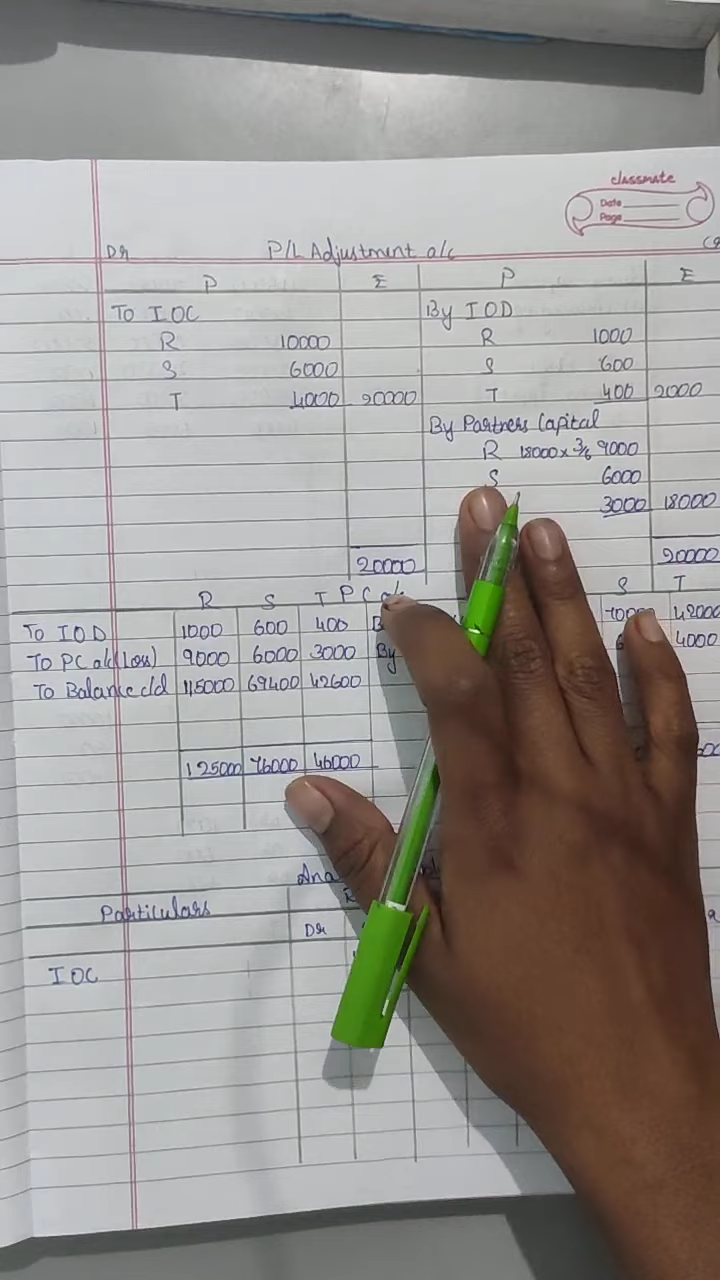 classmate
Date
Page
Dr P/L Adjustment a/c
P Σ P Σ
To IOC By IOD
R 10000 R 1000
S 6000 S 600
T 4000 20000 T 400 2000
By Partners Capital
R 18000 x 3/6 9000
S 6000
3000 18000
20000 20000
R S T P C a/c S T
To IOD 1000 600 400 70000 42000
To PC a/c (Loss) 9000 6000 3000 By 4000
To Balance c/d 115000 69400 42600
125000 76000 46000
Particulars
Dr
IOC